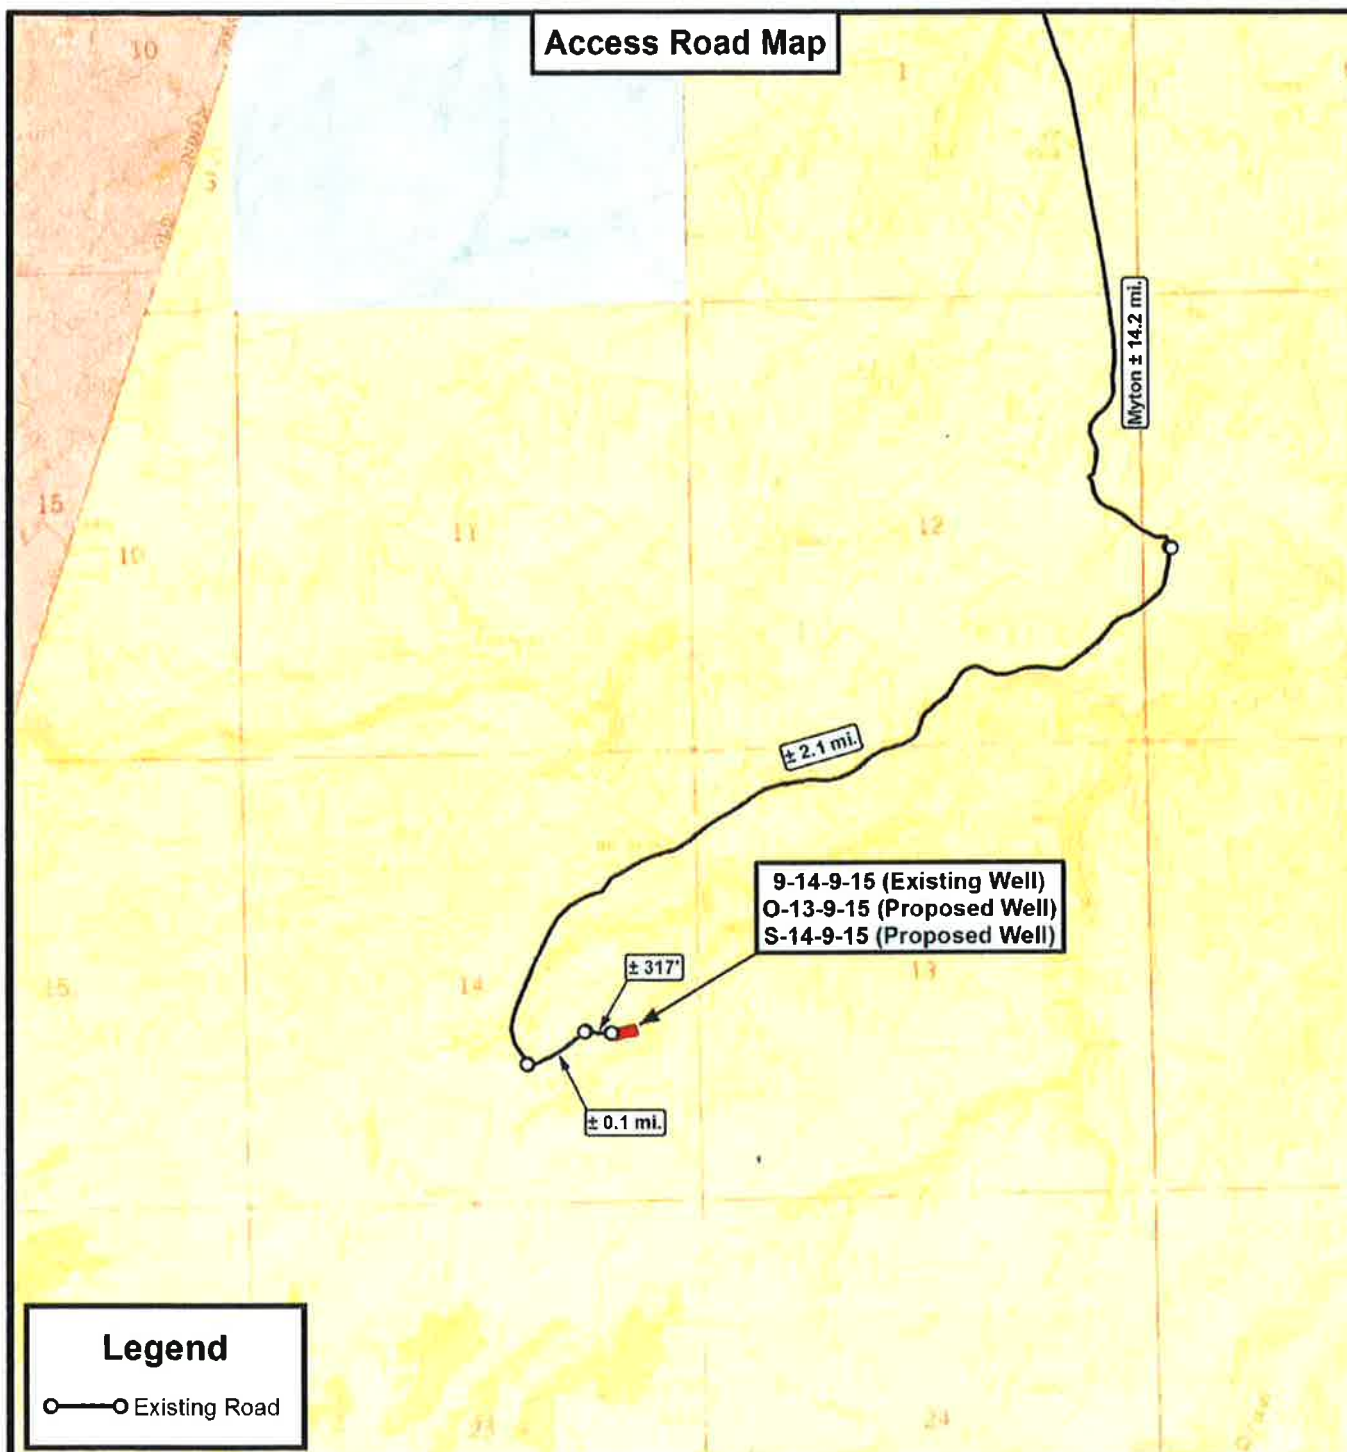 Access Road Map
10
1
3
Myton ± 14.2 mi.
15
10
11
12
± 2.1 mi.
9-14-9-15 (Existing Well)
O-13-9-15 (Proposed Well)
S-14-9-15 (Proposed Well)
± 317'
15
14
13
± 0.1 mi.
Legend
Existing Road
23
24